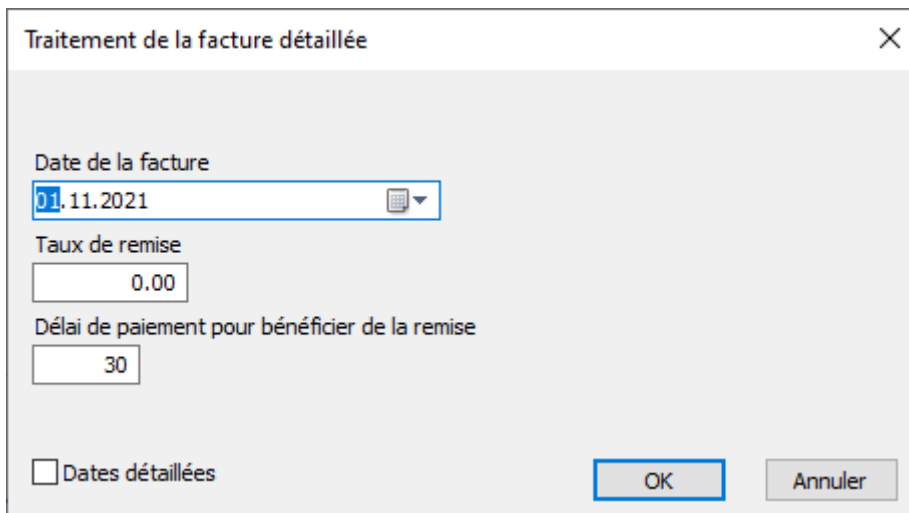 Traitement de la facture détaillée
Date de la facture
01.11.2021
Taux de remise
0.00
Délai de paiement pour bénéficier de la remise
30
Dates détaillées
OK
Annuler